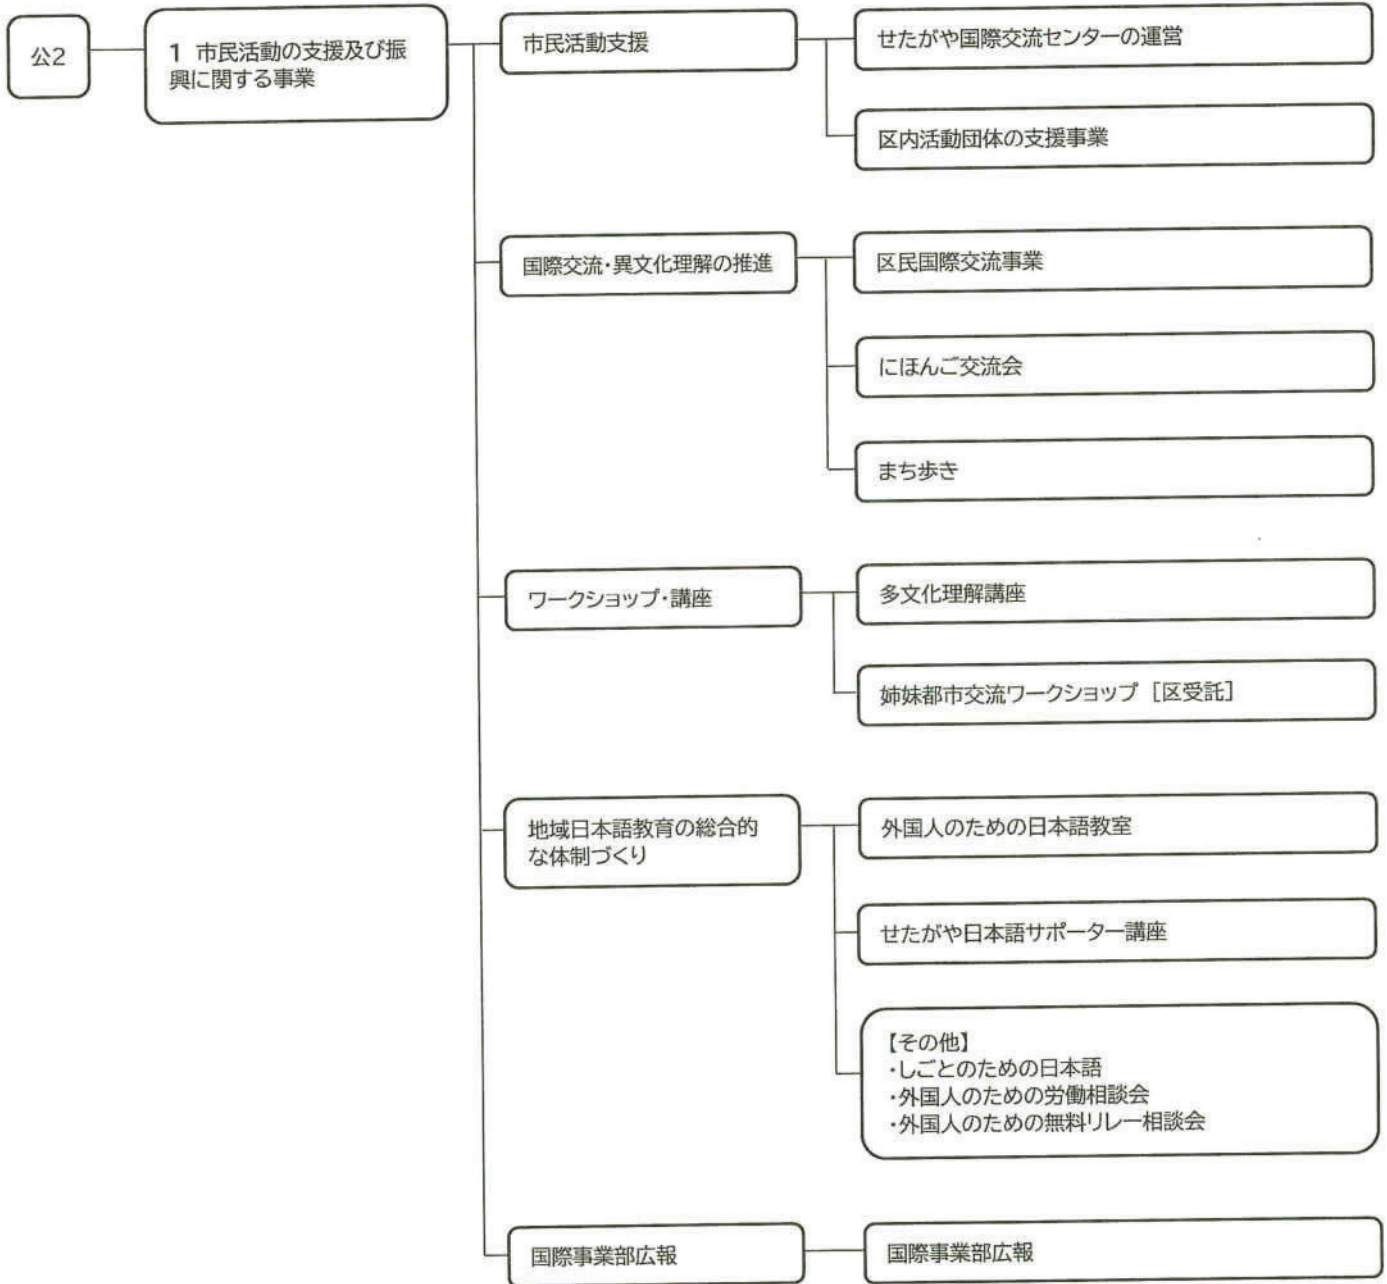 公2
1 市民活動の支援及び振
興に関する事業
市民活動支援
せたがや国際交流センターの運営
区内活動団体の支援事業
国際交流・異文化理解の推進
区民国際交流事業
にほんご交流会
まち歩き
ワークショップ・講座
多文化理解講座
姉妹都市交流ワークショップ [区受託]
地域日本語教育の総合的
な体制づくり
外国人のための日本語教室
せたがや日本語サポーター講座
【その他】
・しごとのための日本語
・外国人のための労働相談会
・外国人のための無料リレー相談会
国際事業部広報
国際事業部広報